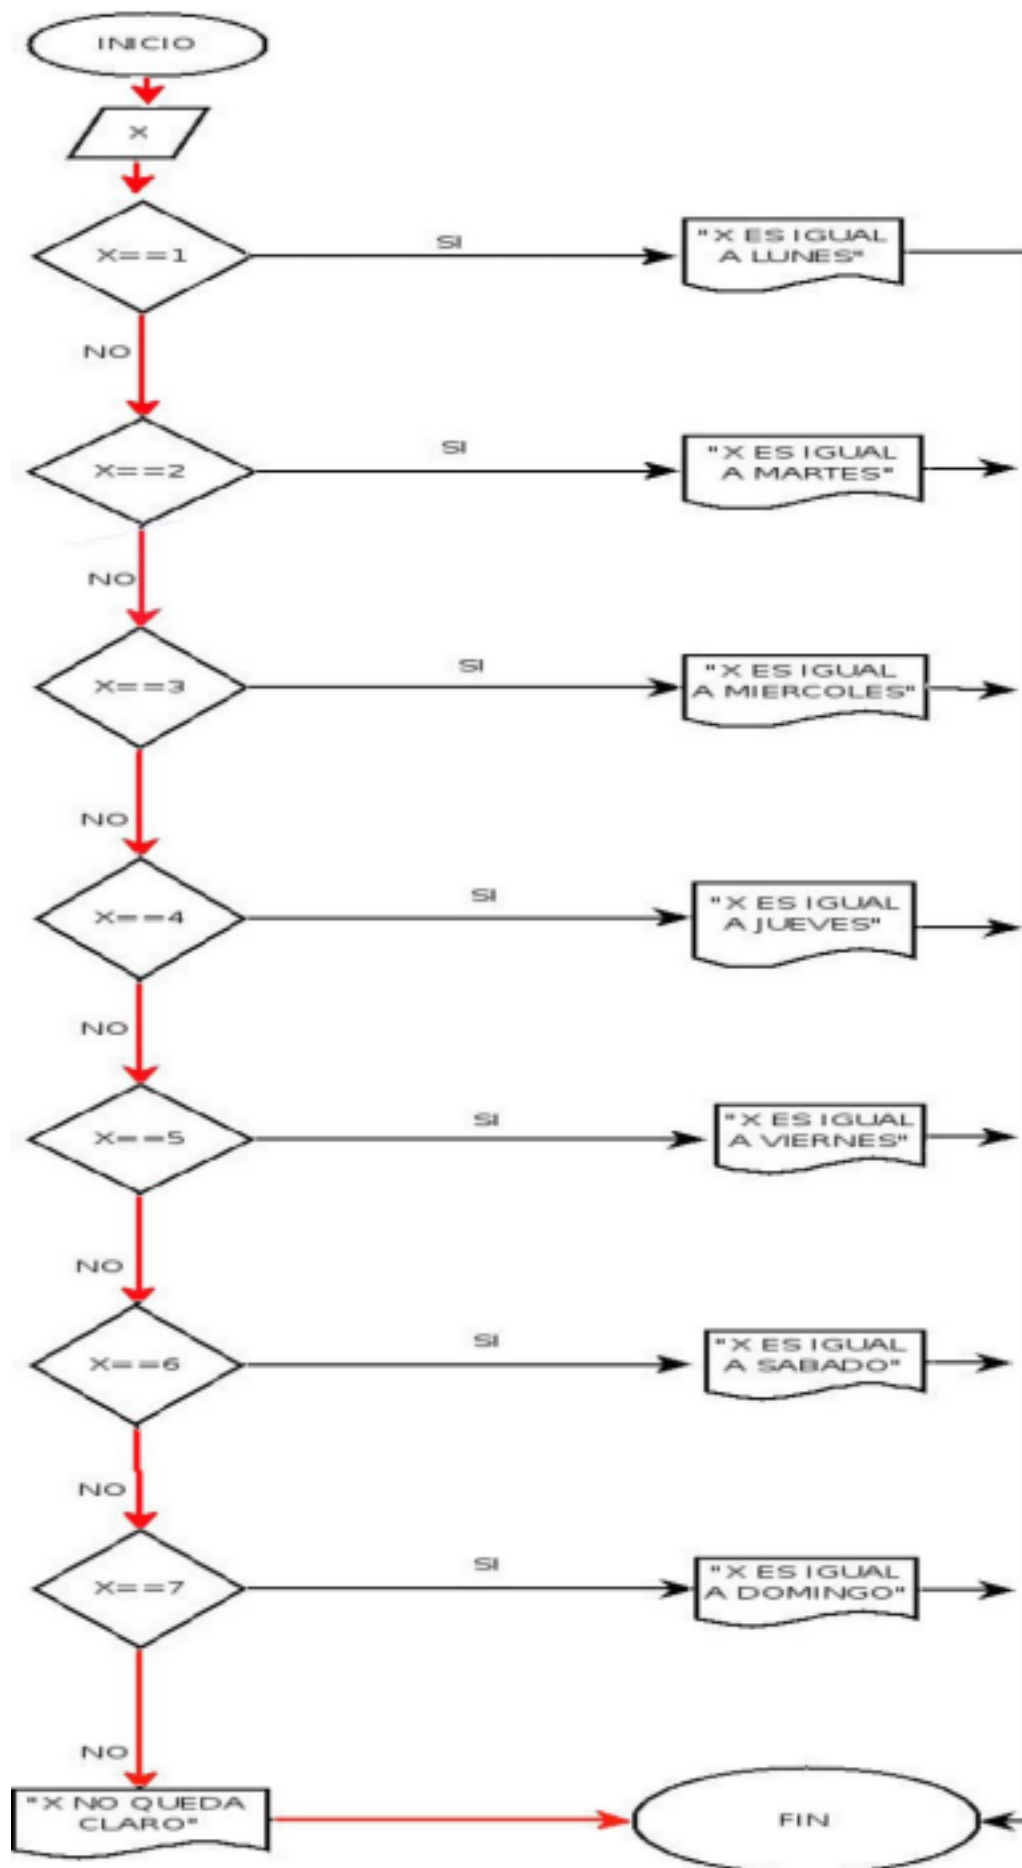 INICIO
X
X==1
SI
"X ES IGUAL
A LUNES"
NO
X==2
SI
"X ES IGUAL
A MARTES"
NO
X==3
SI
"X ES IGUAL
A MIERCOLES"
NO
X==4
SI
"X ES IGUAL
A JUEVES"
NO
X==5
SI
"X ES IGUAL
A VIERNES"
NO
X==6
SI
"X ES IGUAL
A SABADO"
NO
X==7
SI
"X ES IGUAL
A DOMINGO"
NO
"X NO QUEDA
CLARO"
FIN